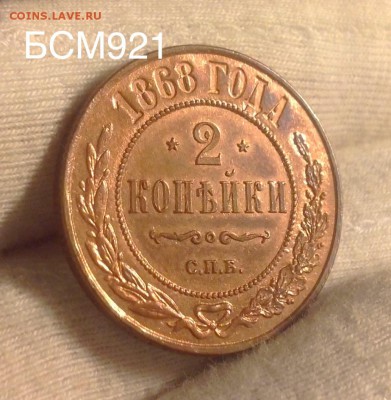 COINS.LAVE.RU
БСМ921
1868 ГОДА
* 2 *
КОПѢЙКИ
С.П.Б.